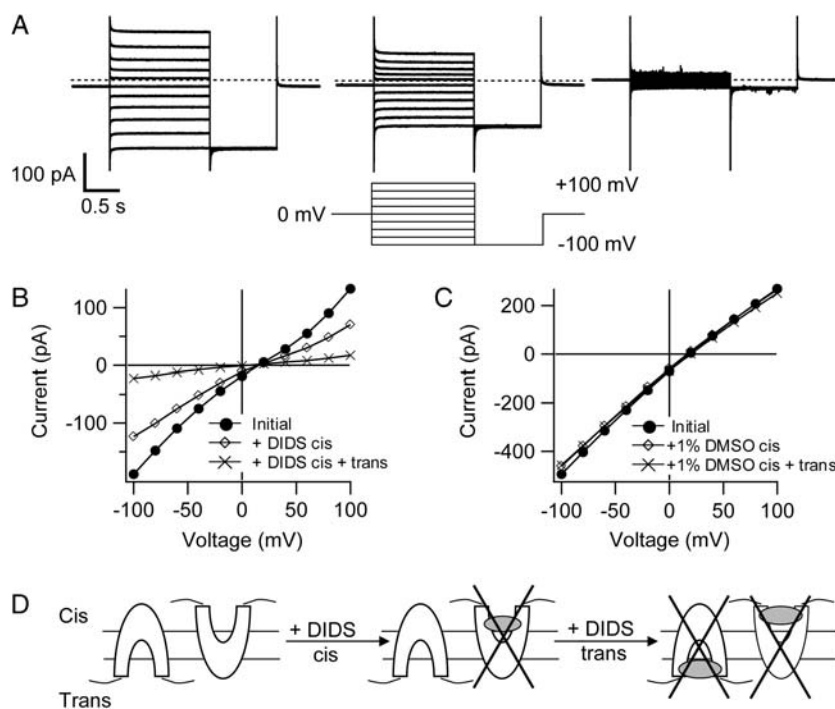 A
100 pA
0.5 s
0 mV
+100 mV
-100 mV
B
100
0
-100
Current (pA)
Initial
+ DIDS cis
+ DIDS cis + trans
-100 -50 0 50 100
Voltage (mV)
C
200
0
-200
-400
Current (pA)
Initial
+1% DMSO cis
+1% DMSO cis + trans
-100 -50 0 50 100
Voltage (mV)
D
Cis
Trans
+ DIDS
cis
+ DIDS
trans